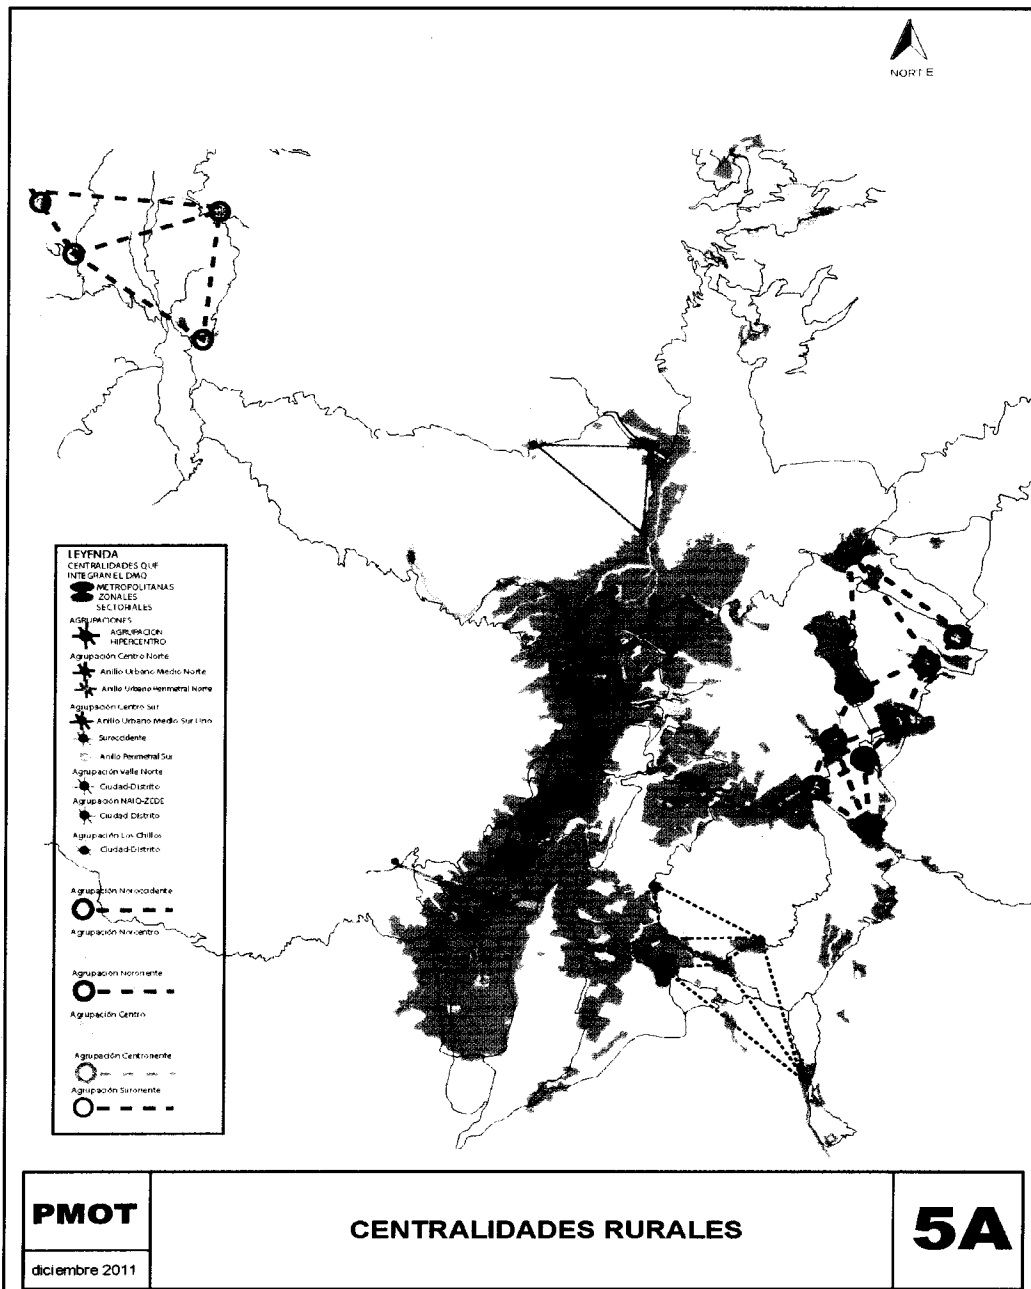 NORTE
LEYENDA
CENTRALIDADES QUE
INTEGRAN EL DMQ
METROPOLITANAS
ZONALES
SECTORIALES
AGRUPACIONES
AGRUPACION
HIPERCENTRO
Agrupación Centro Norte
Anillo Urbano Medio Norte
Anillo Urbano Perimetral Norte
Agrupación Centro Sur
Anillo Urbano Medio Sur Uno
Suroccidente
Anillo Perimetral Sur
Agrupación Valle Norte
Ciudad-Distrito
Agrupación NAIQ-ZEDE
Ciudad Distrito
Agrupación Los Chillos
Ciudad-Distrito
Agrupación Noroccidente
Agrupación Norcentro
Agrupación Nororiente
Agrupación Centro
Agrupación Centroriente
Agrupación Suroriente
PMOT
CENTRALIDADES RURALES
5A
diciembre 2011